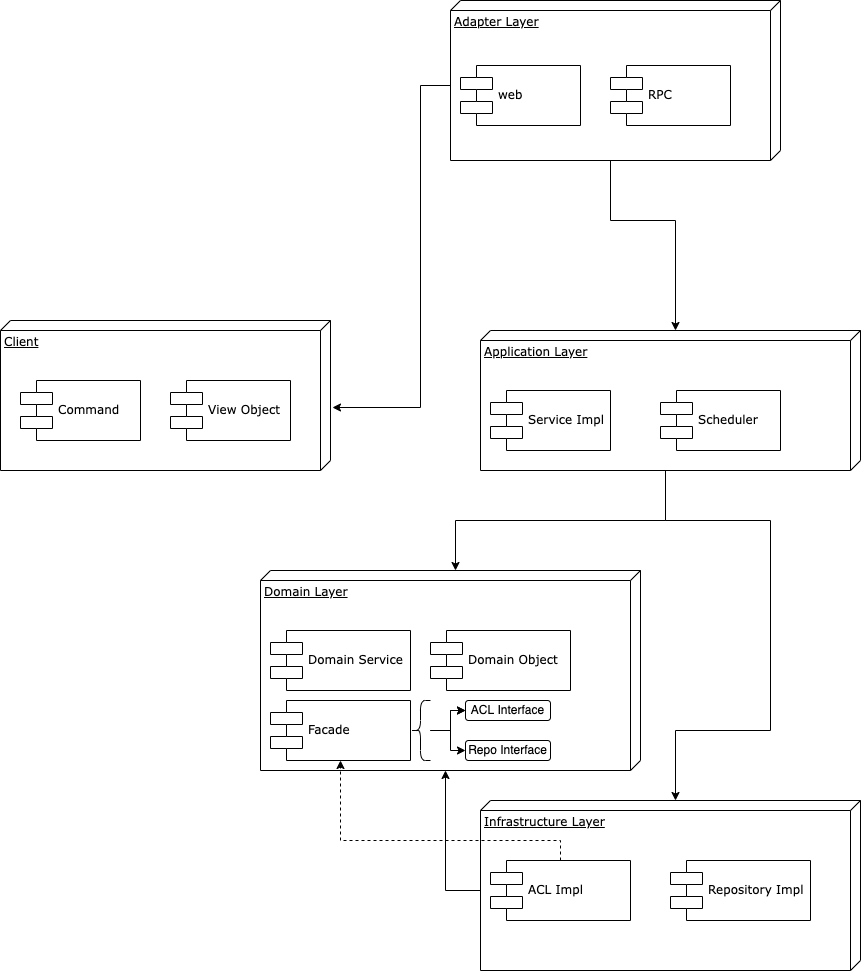 Adapter Layer
web
RPC
Client
Command
View Object
Application Layer
Service Impl
Scheduler
Domain Layer
Domain Service
Domain Object
Facade
ACL Interface
Repo Interface
Infrastructure Layer
ACL Impl
Repository Impl